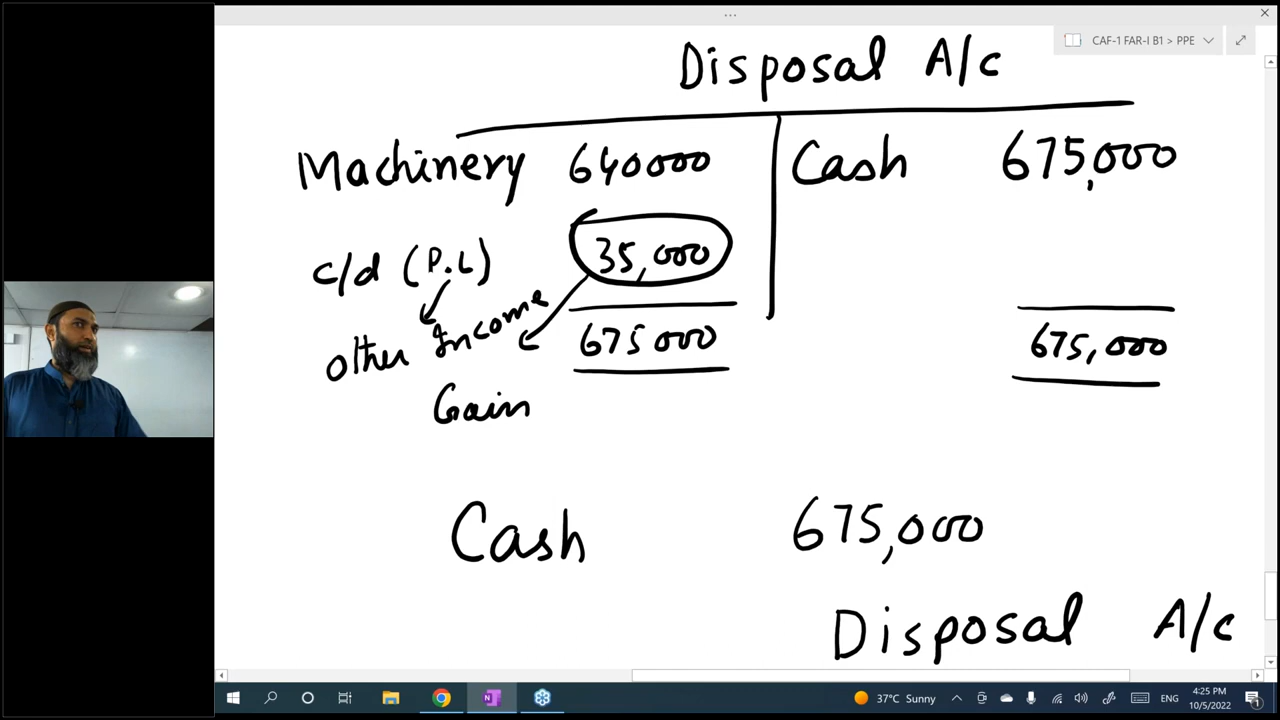 CAF-1 FAR-I B1 > PPE
Disposal A/c
Machinery 640000 Cash 675,000
c/d (P.L) 35,000
other Income 675000 675,000
Gain
Cash 675,000
Disposal A/c
37°C Sunny ENG 4:25 PM
10/5/2022 1